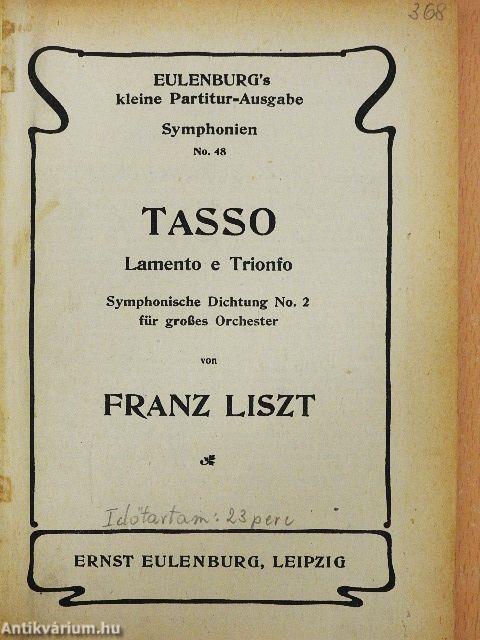 368
EULENBURG's
kleine Partitur-Ausgabe
Symphonien
No. 48
TASSO
Lamento e Trionfo
Symphonische Dichtung No. 2
für großes Orchester
von
FRANZ LISZT
Időtartam: 23 perc
ERNST EULENBURG, LEIPZIG
Antikvárium.hu